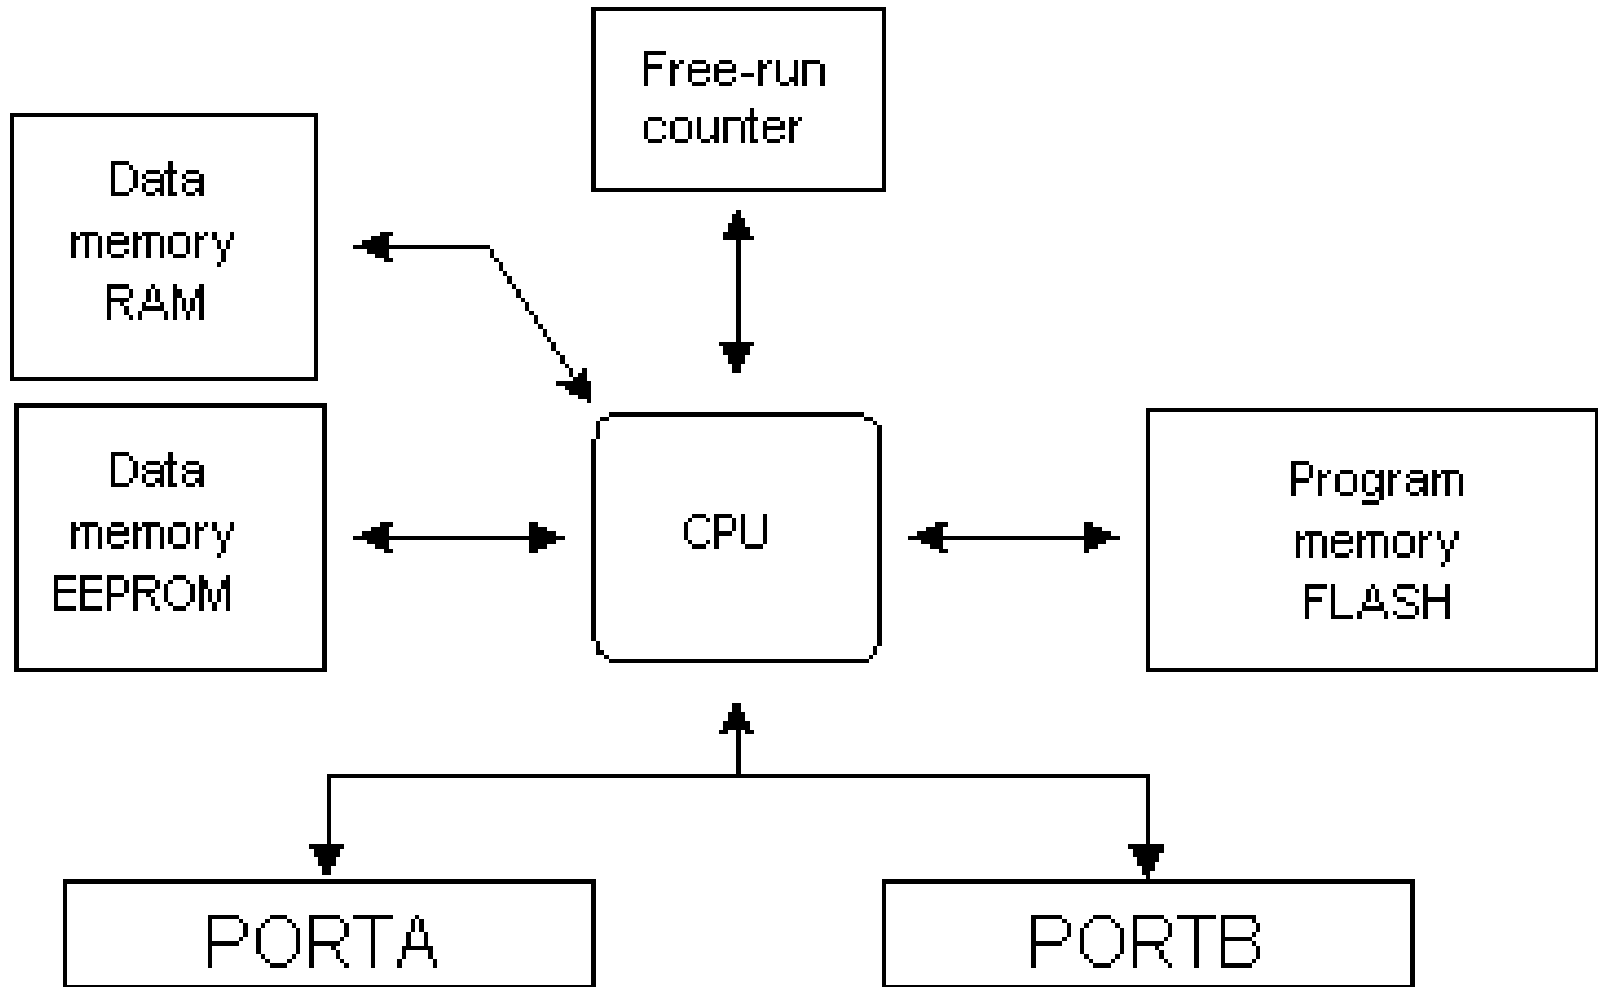 Free-run
counter
Data
memory
RAM
Data
memory
EEPROM
CPU
Program
memory
FLASH
PORTA
PORTB